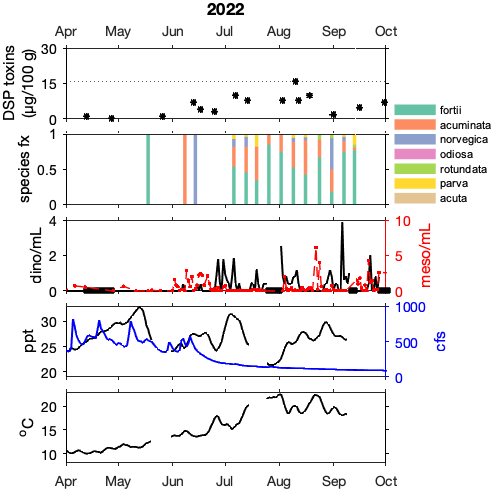 2022
Apr May Jun Jul Aug Sep Oct
DSP toxins
(µg/100 g)
30
15
0
species fx
1
0.5
0
fortii
acuminata
norvegica
odiosa
rotundata
parva
acuta
dino/mL
4
2
0
10
5
0
meso/mL
ppt
30
25
20
1000
500
0
cfs
°C
20
15
10
Apr May Jun Jul Aug Sep Oct